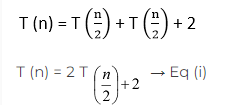 T (n) = T (n/2) + T (n/2) + 2
T (n) = 2 T (n/2) + 2 → Eq (i)